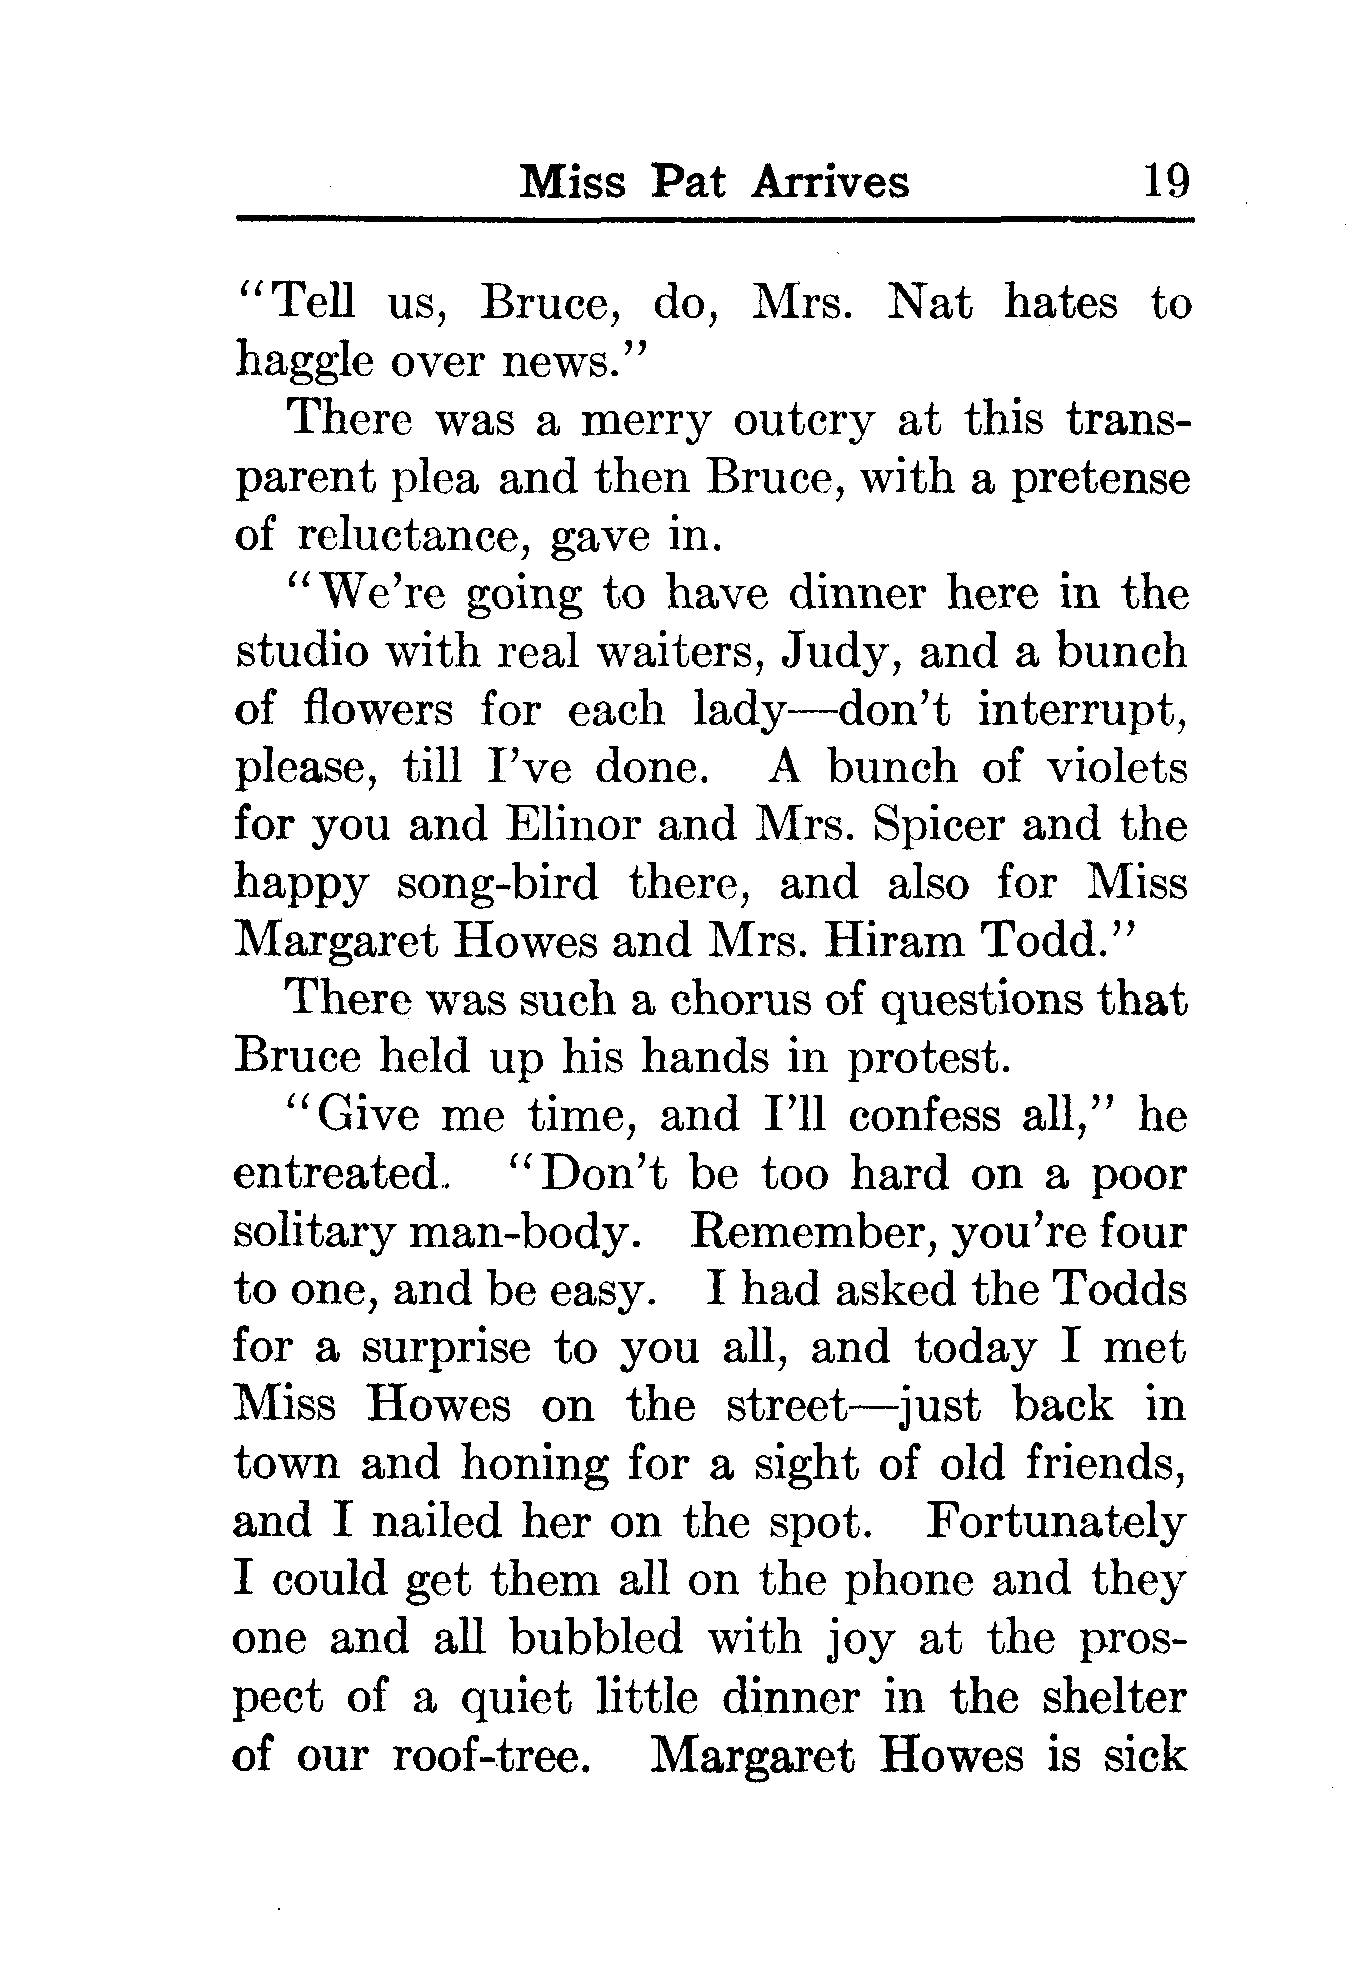 Miss Pat Arrives 19
"Tell us, Bruce, do, Mrs. Nat hates to
haggle over news."
There was a merry outcry at this trans-
parent plea and then Bruce, with a pretense
of reluctance, gave in.
"We're going to have dinner here in the
studio with real waiters, Judy, and a bunch
of flowers for each lady—don't interrupt,
please, till I've done. A bunch of violets
for you and Elinor and Mrs. Spicer and the
happy song-bird there, and also for Miss
Margaret Howes and Mrs. Hiram Todd."
There was such a chorus of questions that
Bruce held up his hands in protest.
"Give me time, and I'll confess all," he
entreated. "Don't be too hard on a poor
solitary man-body. Remember, you're four
to one, and be easy. I had asked the Todds
for a surprise to you all, and today I met
Miss Howes on the street—just back in
town and honing for a sight of old friends,
and I nailed her on the spot. Fortunately
I could get them all on the phone and they
one and all bubbled with joy at the pros-
pect of a quiet little dinner in the shelter
of our roof-tree. Margaret Howes is sick